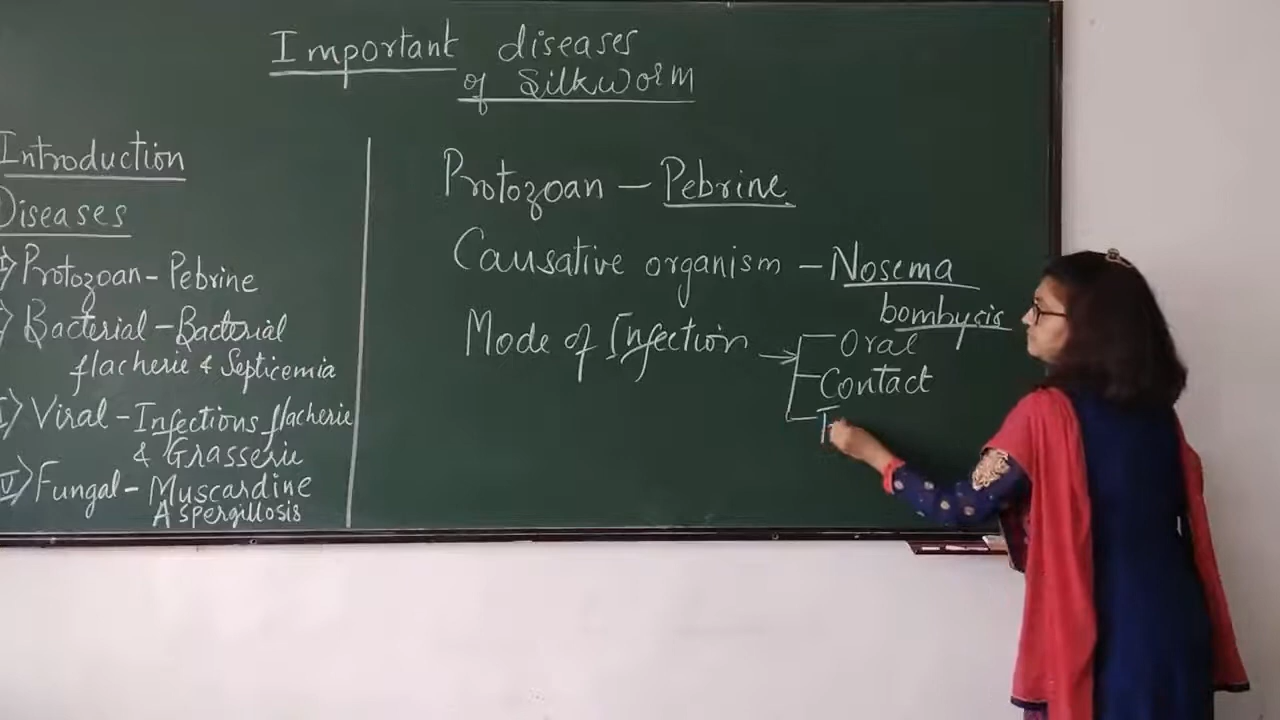 Important diseases
of Silkworm
Introduction
Diseases
I) Protozoan - Pebrine
) Bacterial - Bacterial
flacherie & Septicemia
I) Viral - Infections flacherie
& Grasserie
V) Fungal - Muscardine
Aspergillosis
Protozoan - Pebrine
Causative organism - Nosema
bombycis
Mode of Infection → Oral
Contact